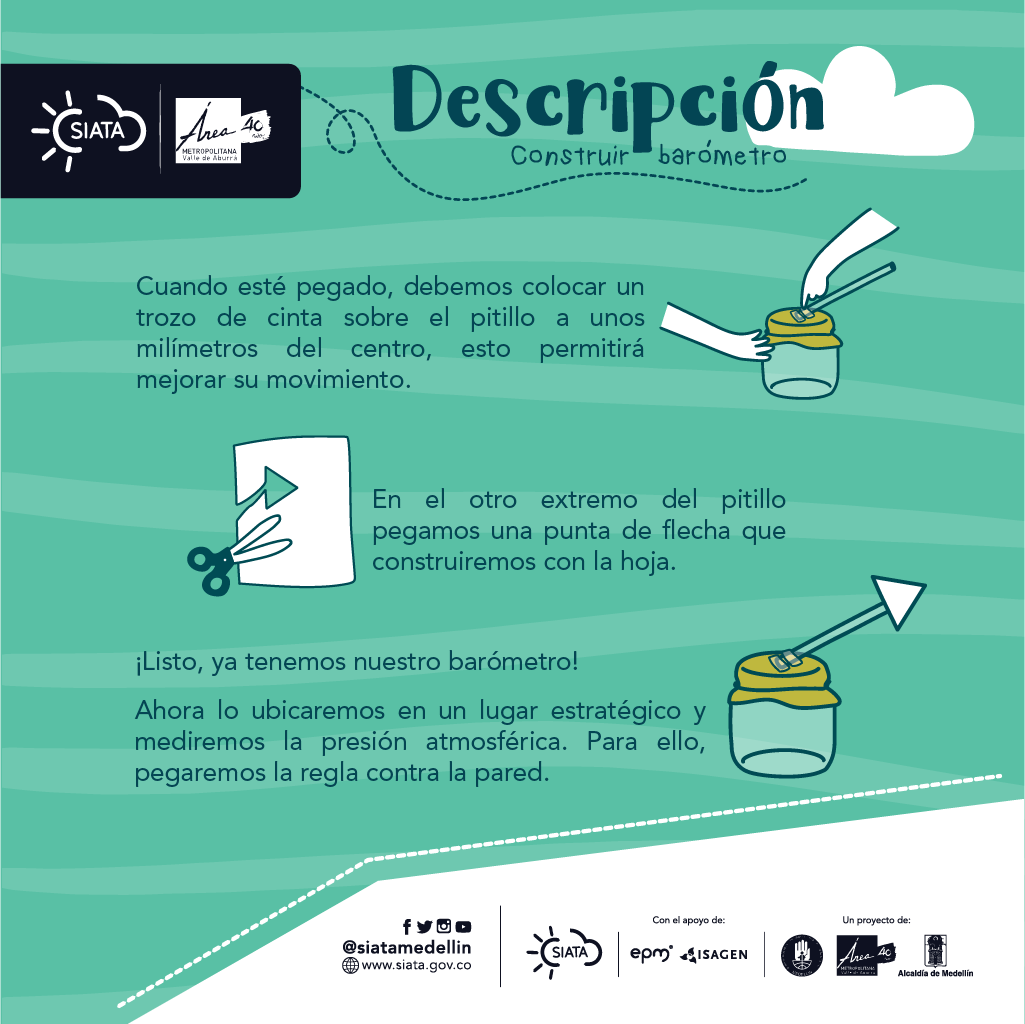 SIATA
Área 40
METROPOLITANA
Valle de Aburrá
Descripción
Construir barómetro
Cuando esté pegado, debemos colocar un
trozo de cinta sobre el pitillo a unos
milímetros del centro, esto permitirá
mejorar su movimiento.
En el otro extremo del pitillo
pegamos una punta de flecha que
construiremos con la hoja.
¡Listo, ya tenemos nuestro barómetro!
Ahora lo ubicaremos en un lugar estratégico y
mediremos la presión atmosférica. Para ello,
pegaremos la regla contra la pared.
@siatamedellin
www.siata.gov.co
SIATA
Con el apoyo de:
epm
ISAGEN
Un proyecto de:
Área 40
METROPOLITANA
Valle de Aburrá
Alcaldía de Medellín